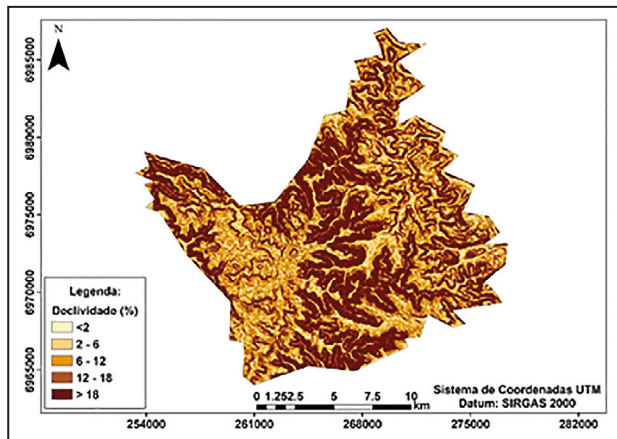 N
6985000
6980000
6975000
6970000
6965000
Legenda:
Declividade (%)
<2
2 - 6
6 - 12
12 - 18
> 18
0 1.252.5 5 7.5 10
km
Sistema de Coordenadas UTM
Datum: SIRGAS 2000
254000 261000 268000 275000 282000